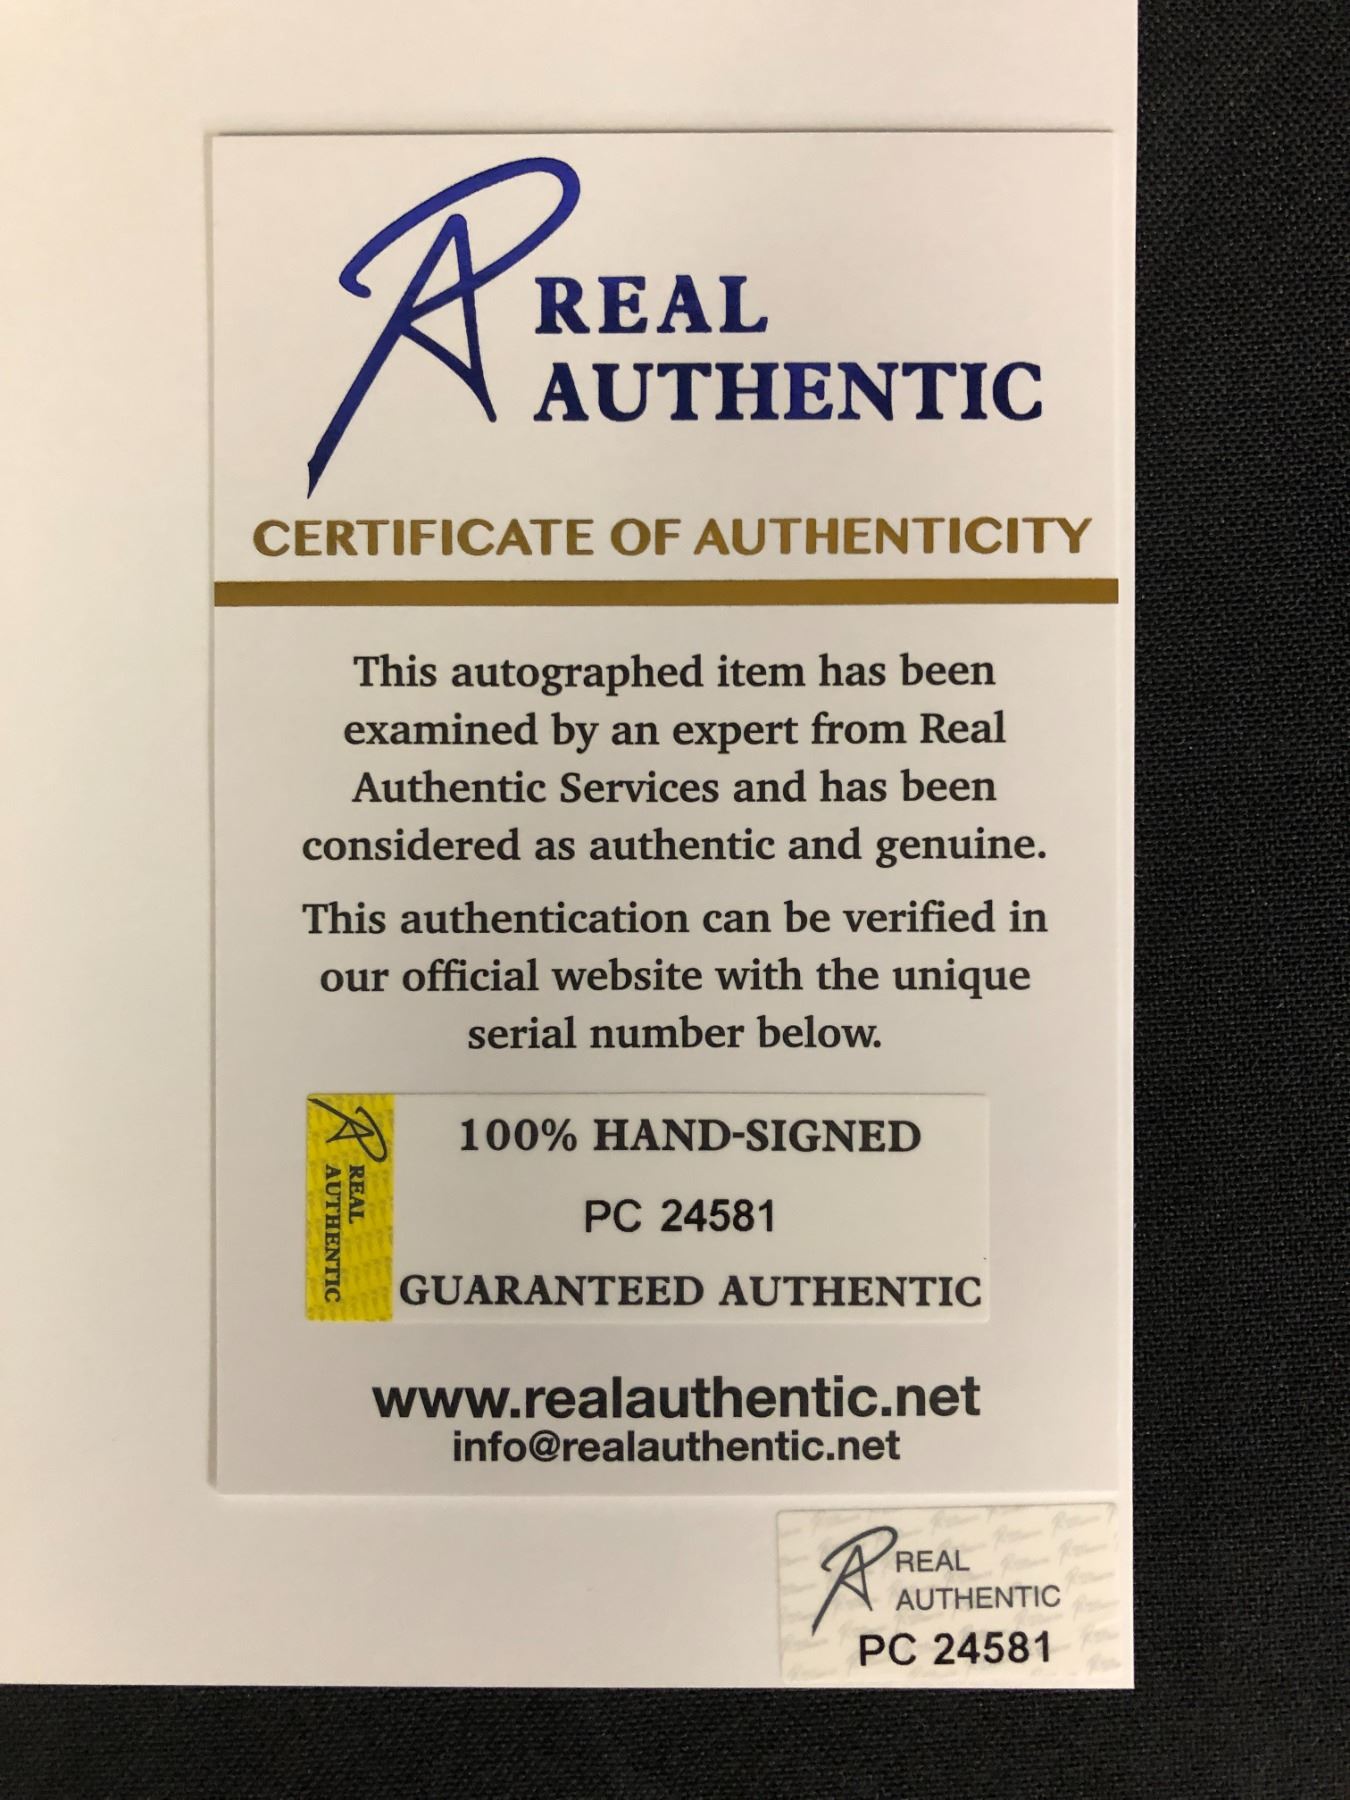 REAL
AUTHENTIC
CERTIFICATE OF AUTHENTICITY
This autographed item has been
examined by an expert from Real
Authentic Services and has been
considered as authentic and genuine.
This authentication can be verified in
our official website with the unique
serial number below.
REAL
AUTHENTIC
100% HAND-SIGNED
PC 24581
GUARANTEED AUTHENTIC
www.realauthentic.net
info@realauthentic.net
REAL
AUTHENTIC
PC 24581